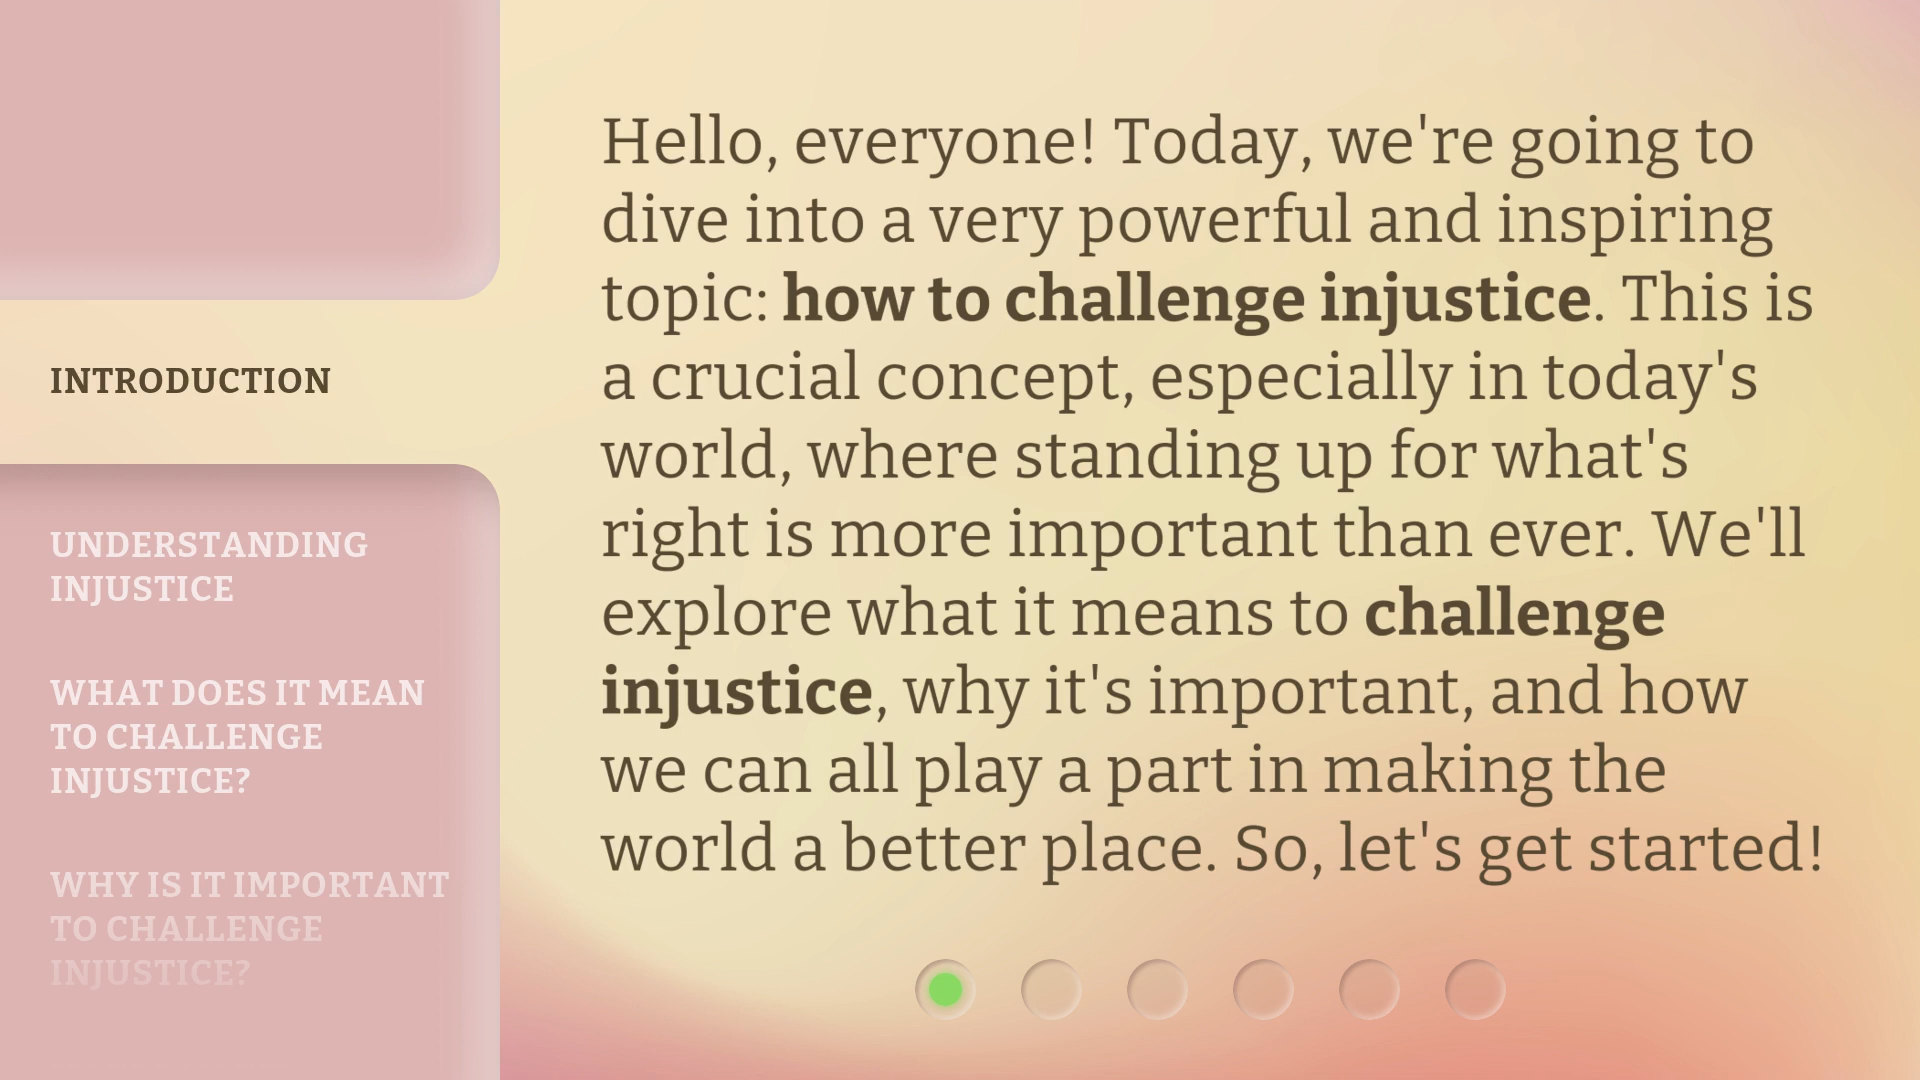 INTRODUCTION
UNDERSTANDING
INJUSTICE
WHAT DOES IT MEAN
TO CHALLENGE
INJUSTICE?
WHY IS IT IMPORTANT
TO CHALLENGE
INJUSTICE?
Hello, everyone! Today, we're going to
dive into a very powerful and inspiring
topic: how to challenge injustice. This is
a crucial concept, especially in today's
world, where standing up for what's
right is more important than ever. We'll
explore what it means to challenge
injustice, why it's important, and how
we can all play a part in making the
world a better place. So, let's get started!